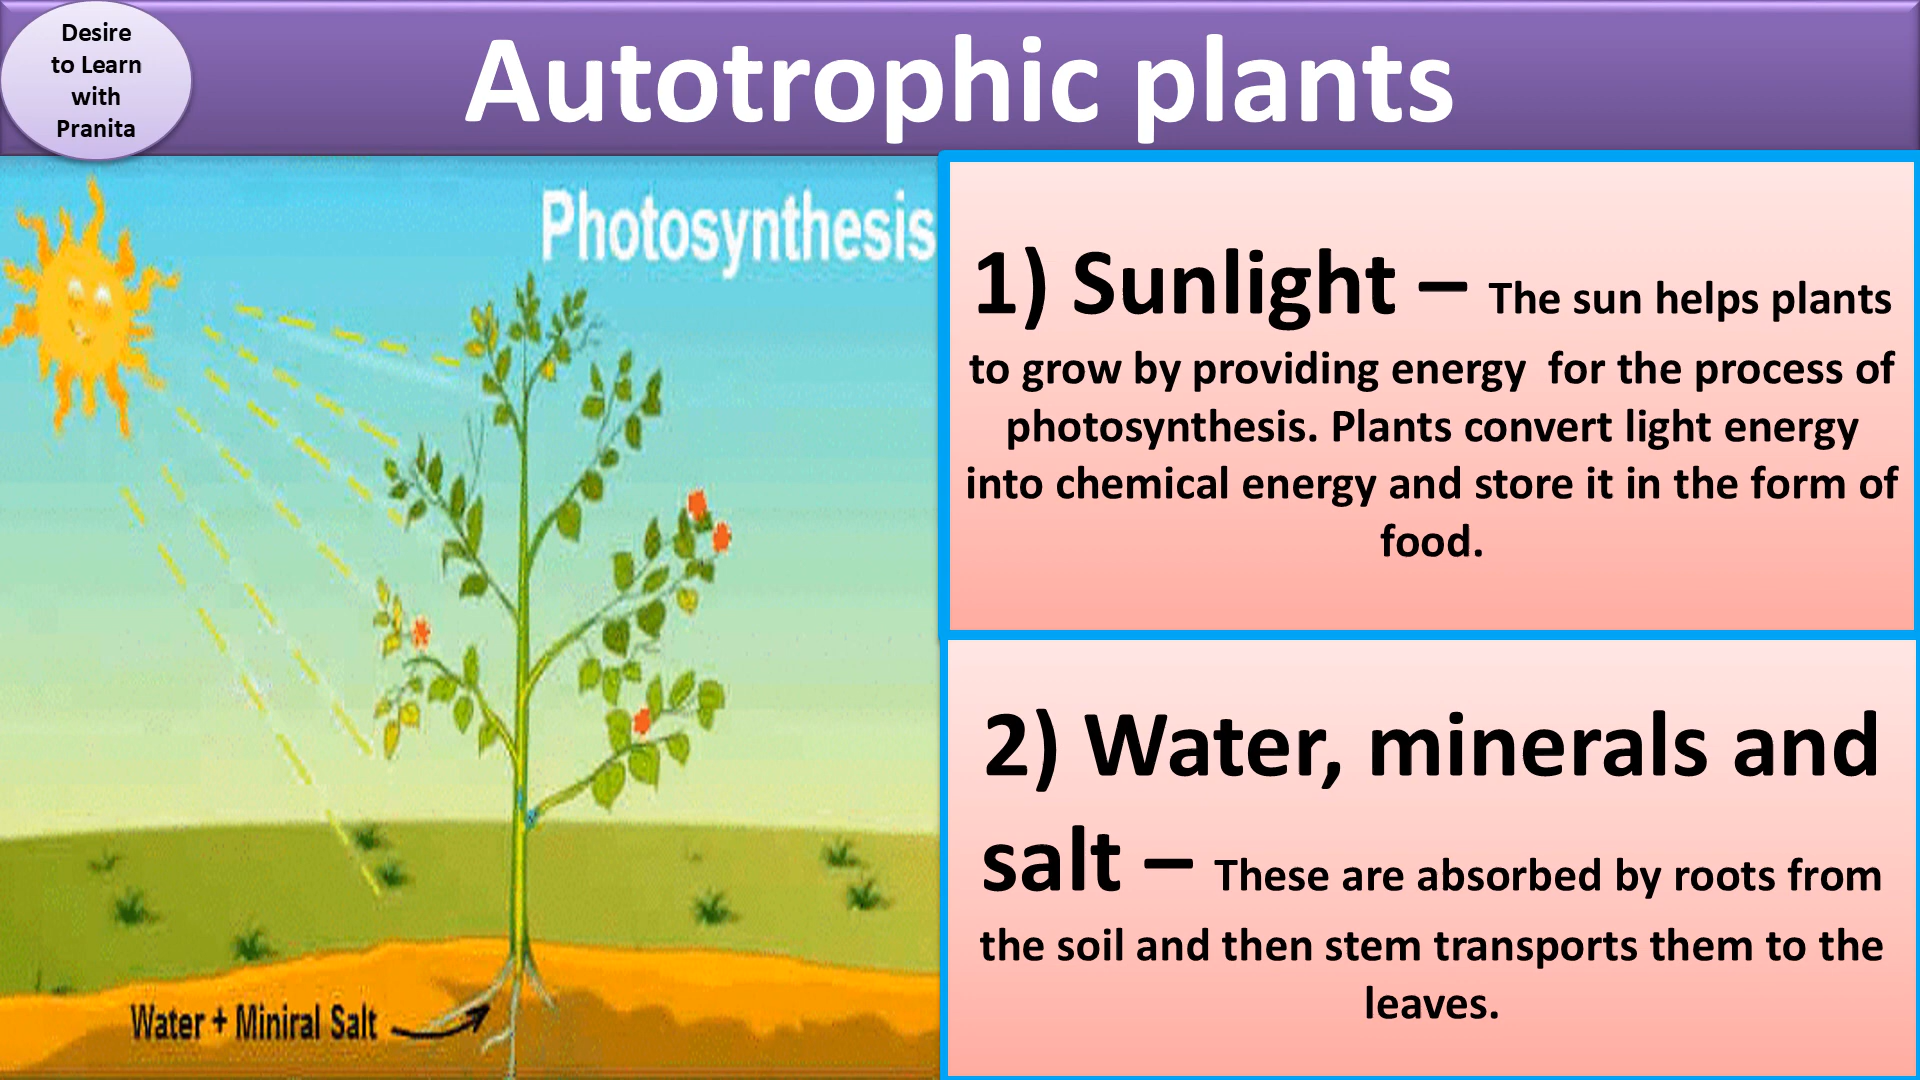 Desire
to Learn
with
Pranita
Autotrophic plants
Photosynthesis
Water + Miniral Salt
1) Sunlight – The sun helps plants
to grow by providing energy for the process of
photosynthesis. Plants convert light energy
into chemical energy and store it in the form of
food.
2) Water, minerals and
salt – These are absorbed by roots from
the soil and then stem transports them to the
leaves.